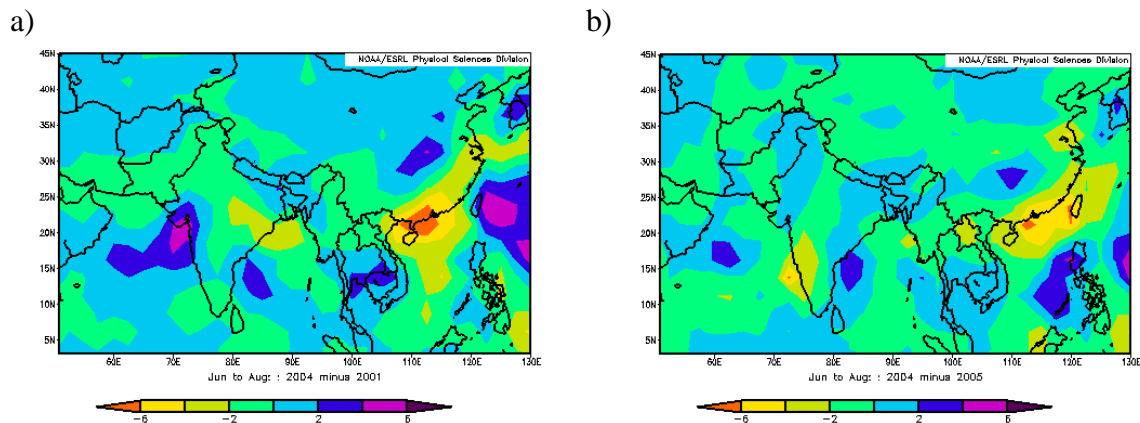 a)
b)
NOAA/ESRL Physical Sciences Division
45N
40N
35N
30N
25N
20N
15N
10N
5N
60E 70E 80E 90E 100E 110E 120E 130E
Jun to Aug: : 2004 minus 2001
-6 -2 2 6
NOAA/ESRL Physical Sciences Division
45N
40N
35N
30N
25N
20N
15N
10N
5N
60E 70E 80E 90E 100E 110E 120E 130E
Jun to Aug: : 2004 minus 2005
-6 -2 2 6